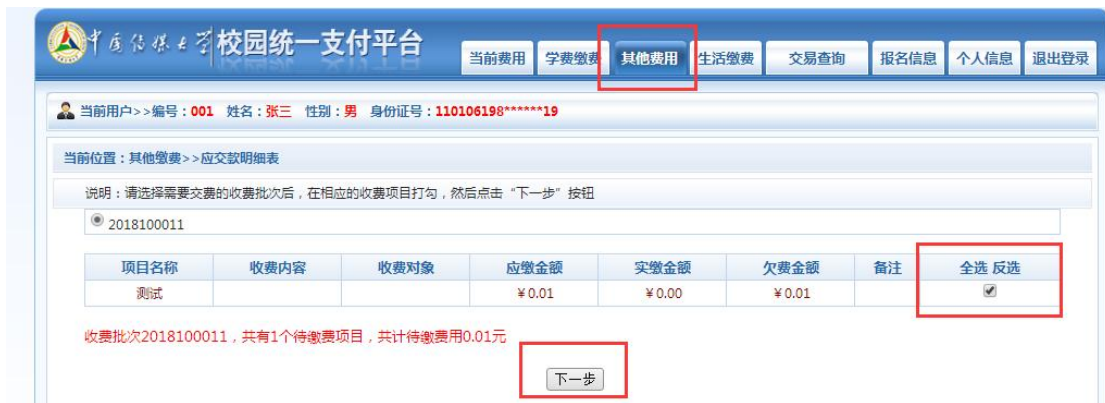 中国传媒大学 校园统一支付平台
当前费用 学费缴费 其他费用 生活缴费 交易查询 报名信息 个人信息 退出登录
当前用户>>编号：001 姓名：张三 性别：男 身份证号：110106198******19
当前位置：其他缴费>>应交款明细表
说明：请选择需要交费的收费批次后，在相应的收费项目打勾，然后点击“下一步”按钮
2018100011
项目名称 收费内容 收费对象 应缴金额 实缴金额 欠费金额 备注 全选 反选
测试 ￥0.01 ￥0.00 ￥0.01
收费批次2018100011，共有1个待缴费项目，共计待缴费用0.01元
下一步